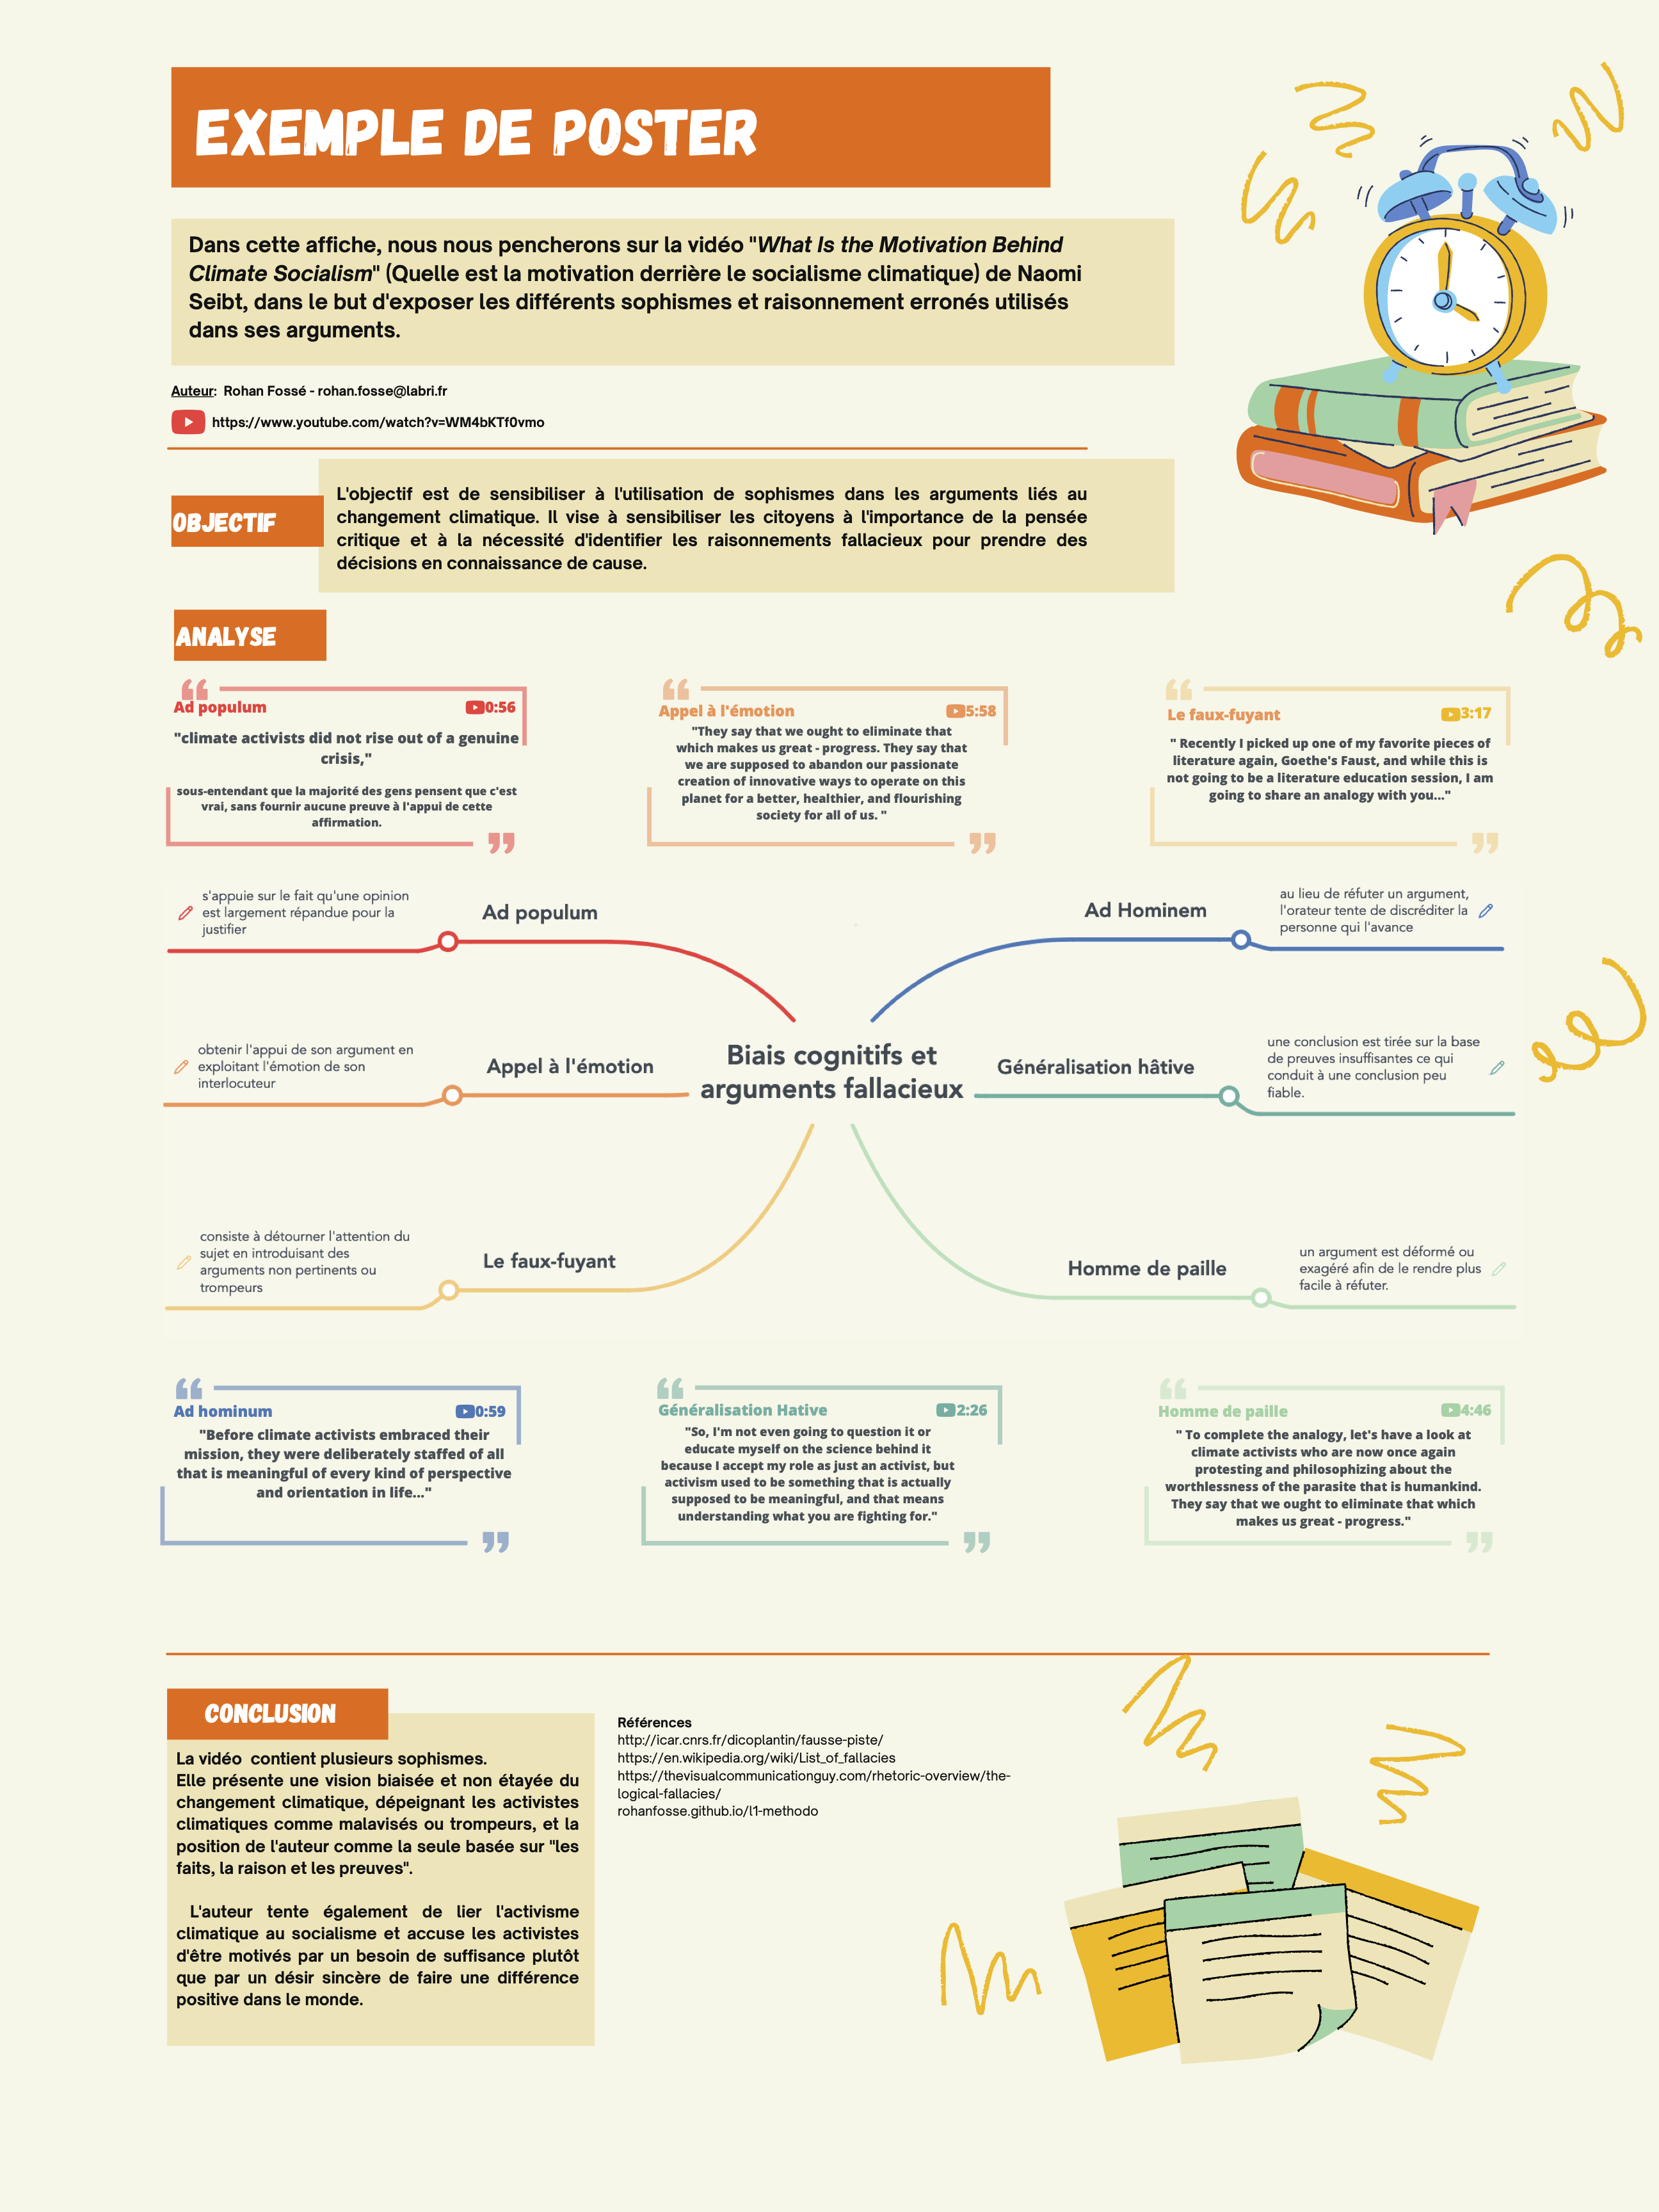 EXEMPLE DE POSTER
Dans cette affiche, nous nous pencherons sur la vidéo "What Is the Motivation Behind
Climate Socialism" (Quelle est la motivation derrière le socialisme climatique) de Naomi
Seibt, dans le but d'exposer les différents sophismes et raisonnement erronés utilisés
dans ses arguments.
Auteur: Rohan Fossé - rohan.fosse@labri.fr
https://www.youtube.com/watch?v=WM4bKTf0vmo
OBJECTIF
L'objectif est de sensibiliser à l'utilisation de sophismes dans les arguments liés au
changement climatique. Il vise à sensibiliser les citoyens à l'importance de la pensée
critique et à la nécessité d'identifier les raisonnements fallacieux pour prendre des
décisions en connaissance de cause.
ANALYSE
Ad populum 0:56
"climate activists did not rise out of a genuine
crisis,"
sous-entendant que la majorité des gens pensent que c'est
vrai, sans fournir aucune preuve à l'appui de cette
affirmation.
Appel à l'émotion 5:58
"They say that we ought to eliminate that
which makes us great - progress. They say that
we are supposed to abandon our passionate
creation of innovative ways to operate on this
planet for a better, healthier, and flourishing
society for all of us. "
Le faux-fuyant 3:17
" Recently I picked up one of my favorite pieces of
literature again, Goethe's Faust, and while this is
not going to be a literature education session, I am
going to share an analogy with you..."
s'appuie sur le fait qu'une opinion
est largement répandue pour la
justifier
Ad populum
Ad Hominem
au lieu de réfuter un argument,
l'orateur tente de discréditer la
personne qui l'avance
obtenir l'appui de son argument en
exploitant l'émotion de son
interlocuteur
Appel à l'émotion
Biais cognitifs et
arguments fallacieux
Généralisation hâtive
une conclusion est tirée sur la base
de preuves insuffisantes ce qui
conduit à une conclusion peu
fiable.
consiste à détourner l'attention du
sujet en introduisant des
arguments non pertinents ou
trompeurs
Le faux-fuyant
Homme de paille
un argument est déformé ou
exagéré afin de le rendre plus
facile à réfuter.
Ad hominum 0:59
"Before climate activists embraced their
mission, they were deliberately staffed of all
that is meaningful of every kind of perspective
and orientation in life..."
Généralisation Hative 2:26
"So, I'm not even going to question it or
educate myself on the science behind it
because I accept my role as just an activist, but
activism used to be something that is actually
supposed to be meaningful, and that means
understanding what you are fighting for."
Homme de paille 4:46
" To complete the analogy, let's have a look at
climate activists who are now once again
protesting and philosophizing about the
worthlessness of the parasite that is humankind.
They say that we ought to eliminate that which
makes us great - progress."
CONCLUSION
La vidéo contient plusieurs sophismes.
Elle présente une vision biaisée et non étayée du
changement climatique, dépeignant les activistes
climatiques comme malavisés ou trompeurs, et la
position de l'auteur comme la seule basée sur "les
faits, la raison et les preuves".
L'auteur tente également de lier l'activisme
climatique au socialisme et accuse les activistes
d'être motivés par un besoin de suffisance plutôt
que par un désir sincère de faire une différence
positive dans le monde.
Références
http://icar.cnrs.fr/dicoplantin/fausse-piste/
https://en.wikipedia.org/wiki/List_of_fallacies
https://thevisualcommunicationguy.com/rhetoric-overview/the-
logical-fallacies/
rohanfosse.github.io/l1-methodo